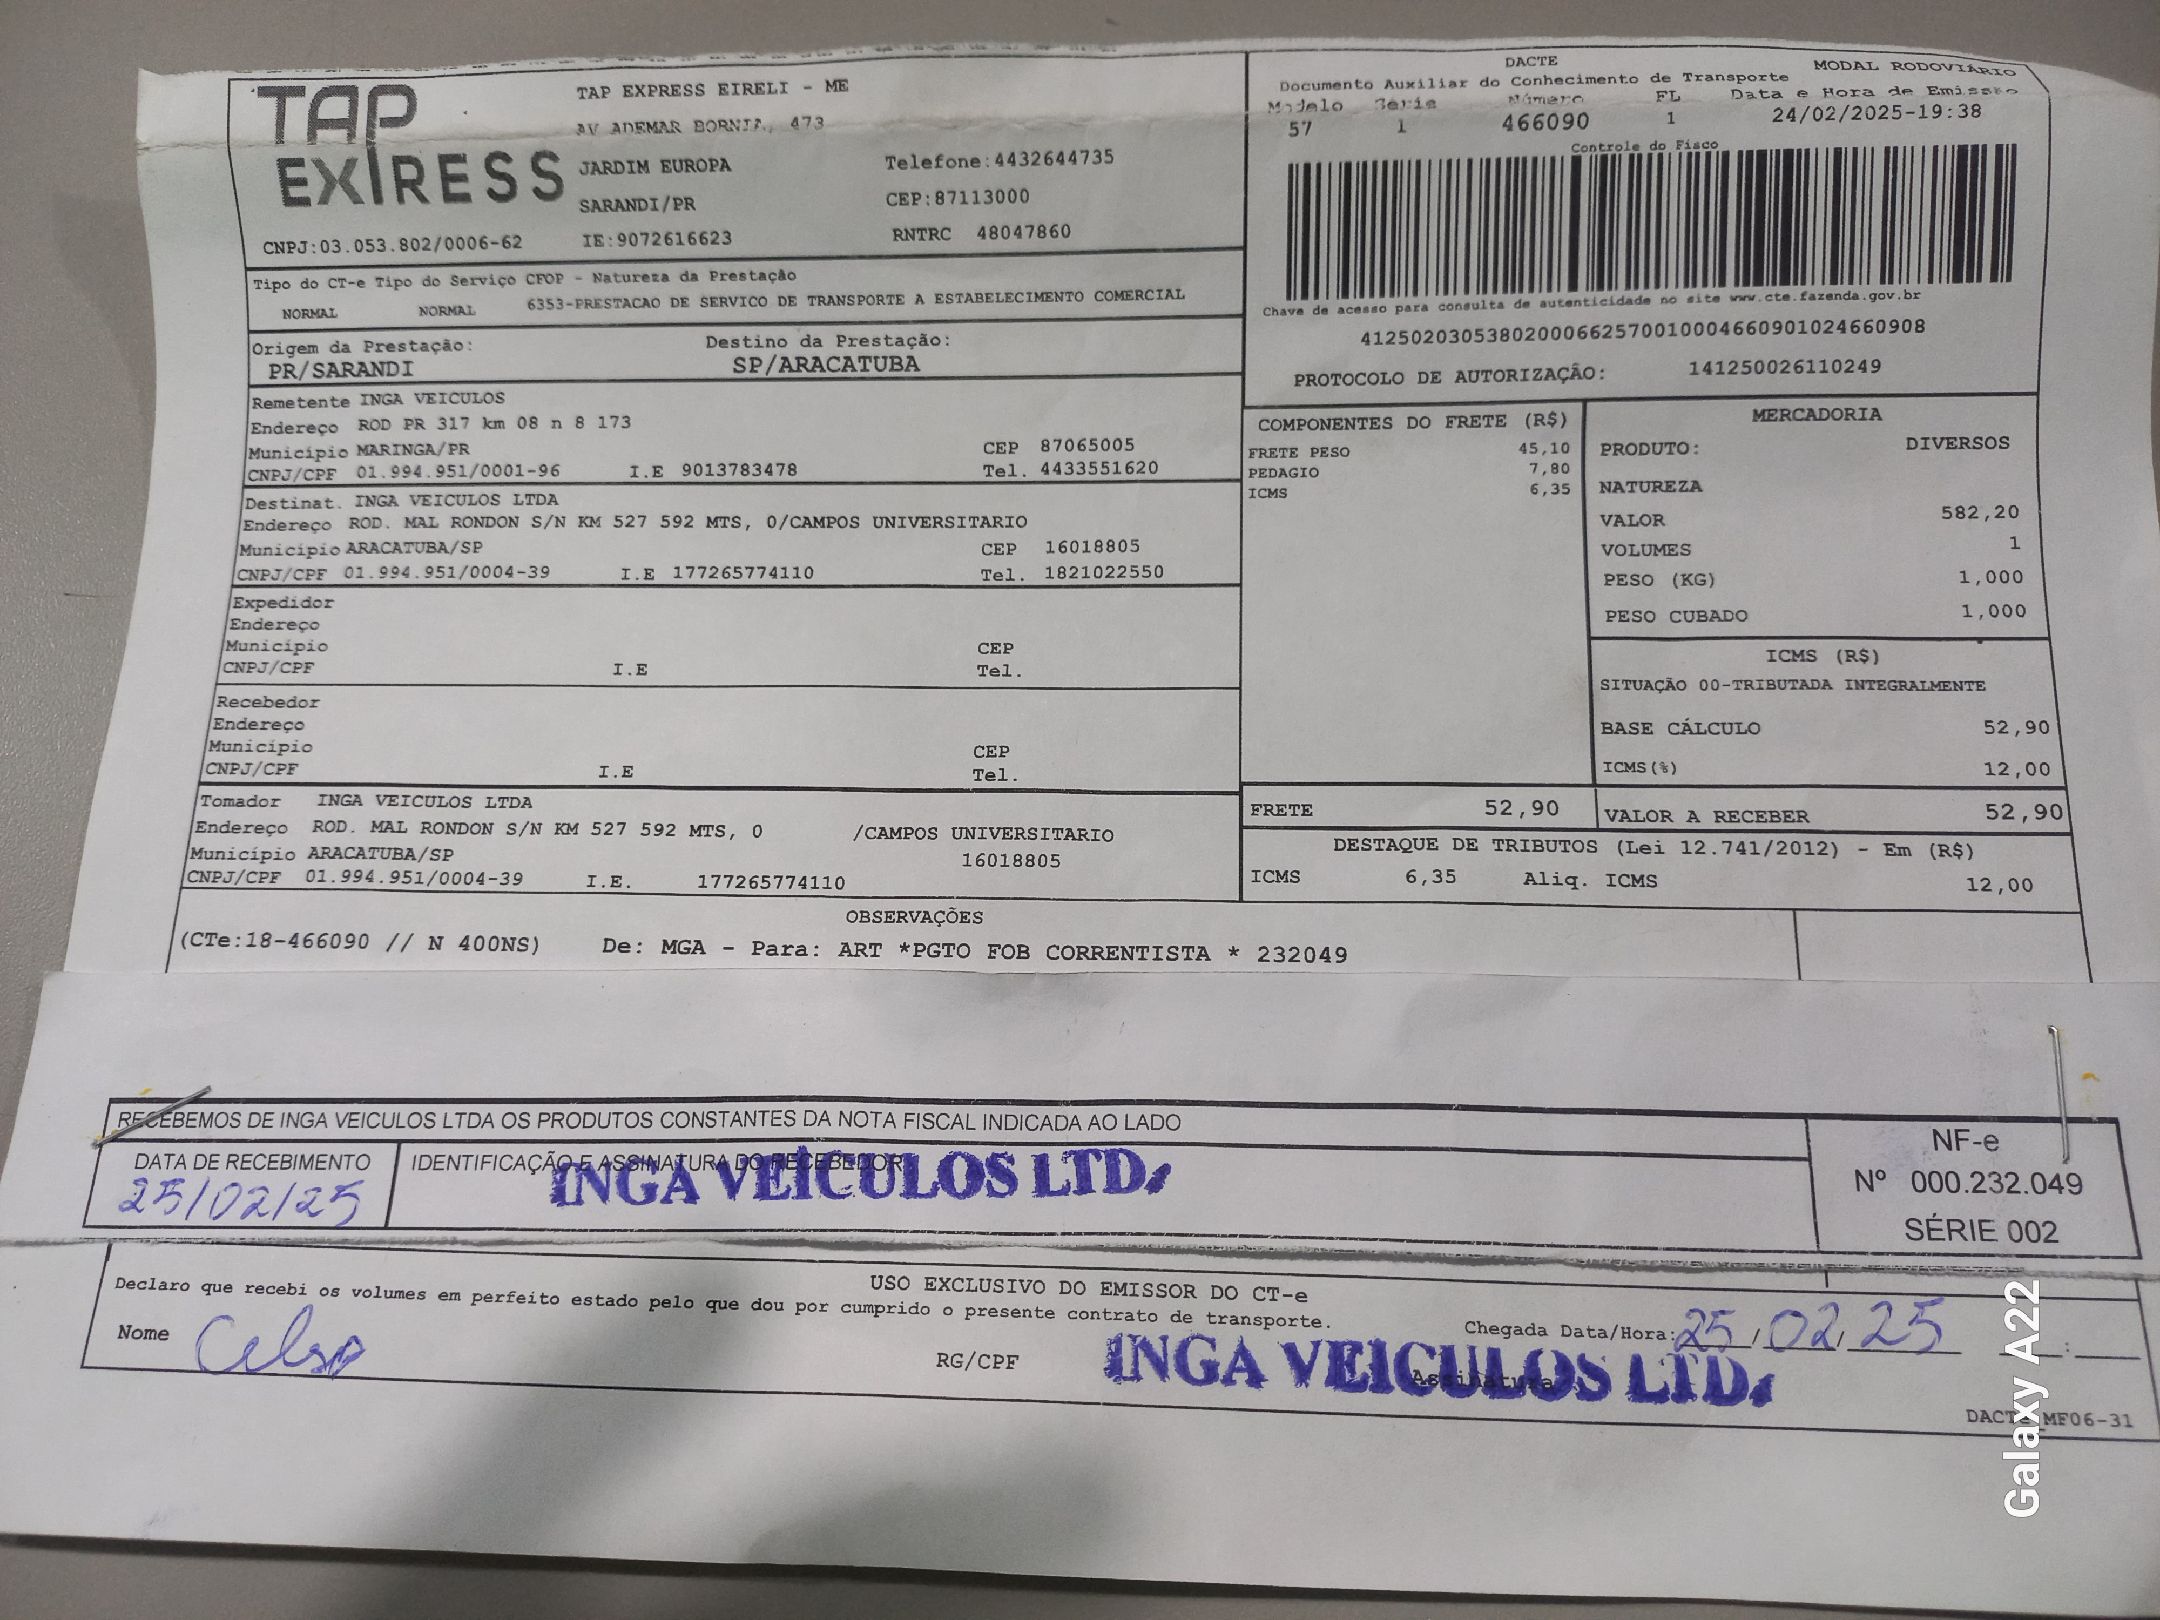 TAP
EXPRESS
TAP EXPRESS EIRELI - ME
AV ADEMAR BORNIA, 473
JARDIM EUROPA
SARANDI/PR
Telefone:4432644735
CEP:87113000
CNPJ:03.053.802/0006-62
IE:9072616623
RNTRC 48047860
DACTE
MODAL RODOVIÁRIO
Documento Auxiliar do Conhecimento de Transporte
Modelo Série Número FL Data e Hora de Emissão
57 1 466090 1 24/02/2025-19:38
Controle do Fisco
Chave de acesso para consulta de autenticidade no site www.cte.fazenda.gov.br
41250203053802000662570010004660901024660908
PROTOCOLO DE AUTORIZAÇÃO: 141250026110249
Tipo do CT-e Tipo do Serviço CFOP - Natureza da Prestação
NORMAL NORMAL 6353-PRESTACAO DE SERVICO DE TRANSPORTE A ESTABELECIMENTO COMERCIAL
Origem da Prestação: Destino da Prestação:
PR/SARANDI SP/ARACATUBA
Remetente INGA VEICULOS
Endereço ROD PR 317 km 08 n 8 173
Município MARINGA/PR CEP 87065005
CNPJ/CPF 01.994.951/0001-96 I.E 9013783478 Tel. 4433551620
Destinat. INGA VEICULOS LTDA
Endereço ROD. MAL RONDON S/N KM 527 592 MTS, 0/CAMPOS UNIVERSITARIO
Município ARACATUBA/SP CEP 16018805
CNPJ/CPF 01.994.951/0004-39 I.E 177265774110 Tel. 1821022550
Expedidor
Endereço
Município CEP
CNPJ/CPF I.E Tel.
Recebedor
Endereço
Município CEP
CNPJ/CPF I.E Tel.
Tomador INGA VEICULOS LTDA
Endereço ROD. MAL RONDON S/N KM 527 592 MTS, 0 /CAMPOS UNIVERSITARIO
Município ARACATUBA/SP 16018805
CNPJ/CPF 01.994.951/0004-39 I.E. 177265774110
COMPONENTES DO FRETE (R$)
FRETE PESO 45,10
PEDAGIO 7,80
ICMS 6,35
MERCADORIA
PRODUTO: DIVERSOS
NATUREZA
VALOR 582,20
VOLUMES 1
PESO (KG) 1,000
PESO CUBADO 1,000
ICMS (R$)
SITUAÇÃO 00-TRIBUTADA INTEGRALMENTE
BASE CÁLCULO 52,90
ICMS(%) 12,00
FRETE 52,90 VALOR A RECEBER 52,90
DESTAQUE DE TRIBUTOS (Lei 12.741/2012) - Em (R$)
ICMS 6,35 Aliq. ICMS 12,00
OBSERVAÇÕES
(CTe:18-466090 // N 400NS) De: MGA - Para: ART *PGTO FOB CORRENTISTA * 232049
RECEBEMOS DE INGA VEICULOS LTDA OS PRODUTOS CONSTANTES DA NOTA FISCAL INDICADA AO LADO
DATA DE RECEBIMENTO IDENTIFICAÇÃO E ASSINATURA DO RECEBEDOR
25/02/25 INGA VEICULOS LTD.
NF-e
Nº 000.232.049
SÉRIE 002
USO EXCLUSIVO DO EMISSOR DO CT-e
Declaro que recebi os volumes em perfeito estado pelo que dou por cumprido o presente contrato de transporte.
Nome Celso RG/CPF Chegada Data/Hora: 25/02/25 :
INGA VEICULOS LTD.
Assinatura
DACTE MF06-31
Galaxy A22